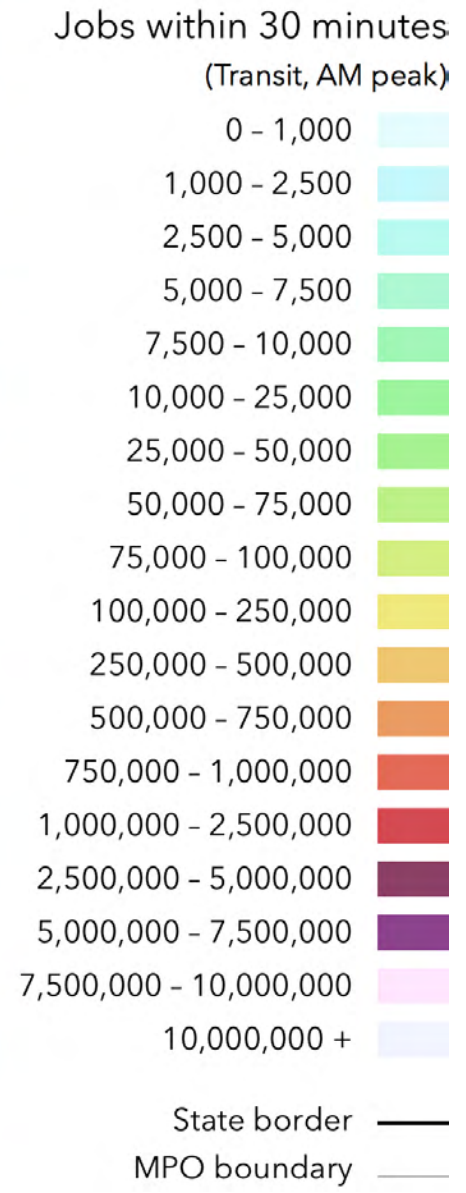 Jobs within 30 minutes
(Transit, AM peak)
0 – 1,000
1,000 – 2,500
2,500 – 5,000
5,000 – 7,500
7,500 – 10,000
10,000 – 25,000
25,000 – 50,000
50,000 – 75,000
75,000 – 100,000
100,000 – 250,000
250,000 – 500,000
500,000 – 750,000
750,000 – 1,000,000
1,000,000 – 2,500,000
2,500,000 – 5,000,000
5,000,000 – 7,500,000
7,500,000 – 10,000,000
10,000,000 +
State border
MPO boundary